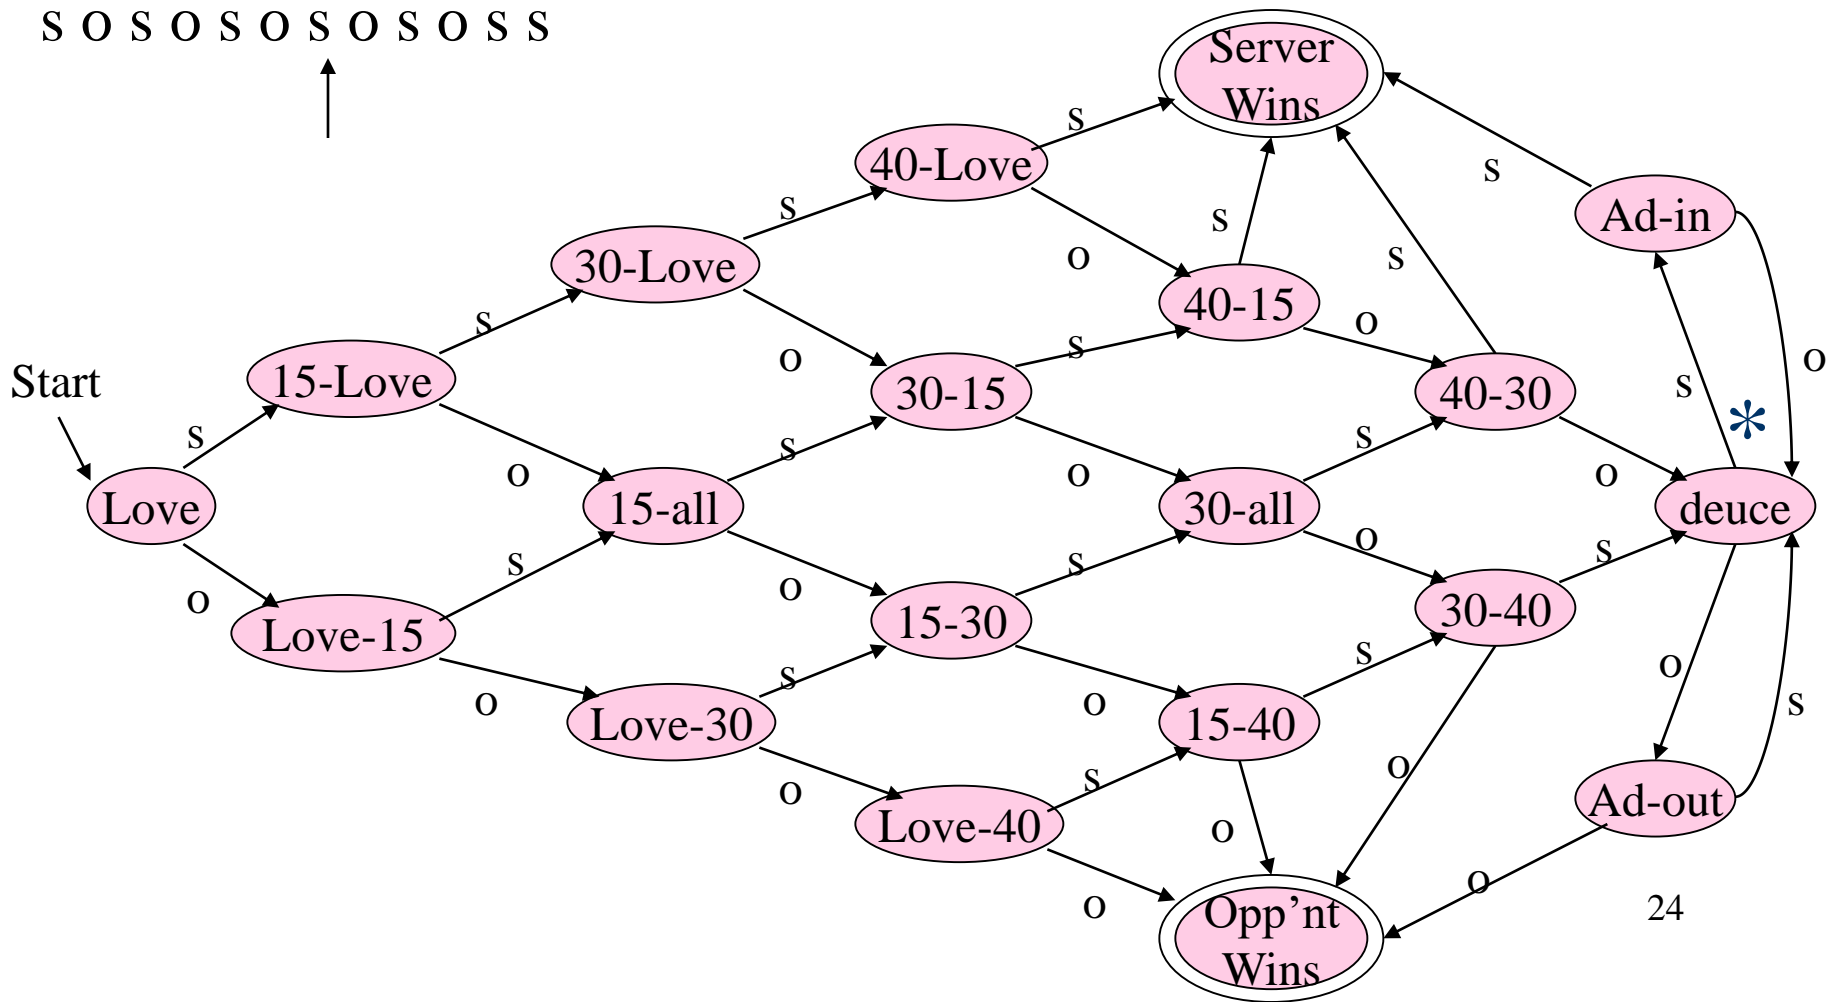 s o s o s o s o s o s s
Server
Wins
s
40-Love
s
s
Ad-in
s
s
30-Love
o
s
40-15
o
s
15-Love
o
s
o
Start
30-15
40-30
s
*
s
o
s
o
s
o
Love
15-all
30-all
deuce
s
o
s
o
s
o
o
Love-15
15-30
30-40
s
s
o
o
Love-30
o
15-40
s
o
s
o
Love-40
o
Ad-out
o
o
Opp'nt
Wins
24